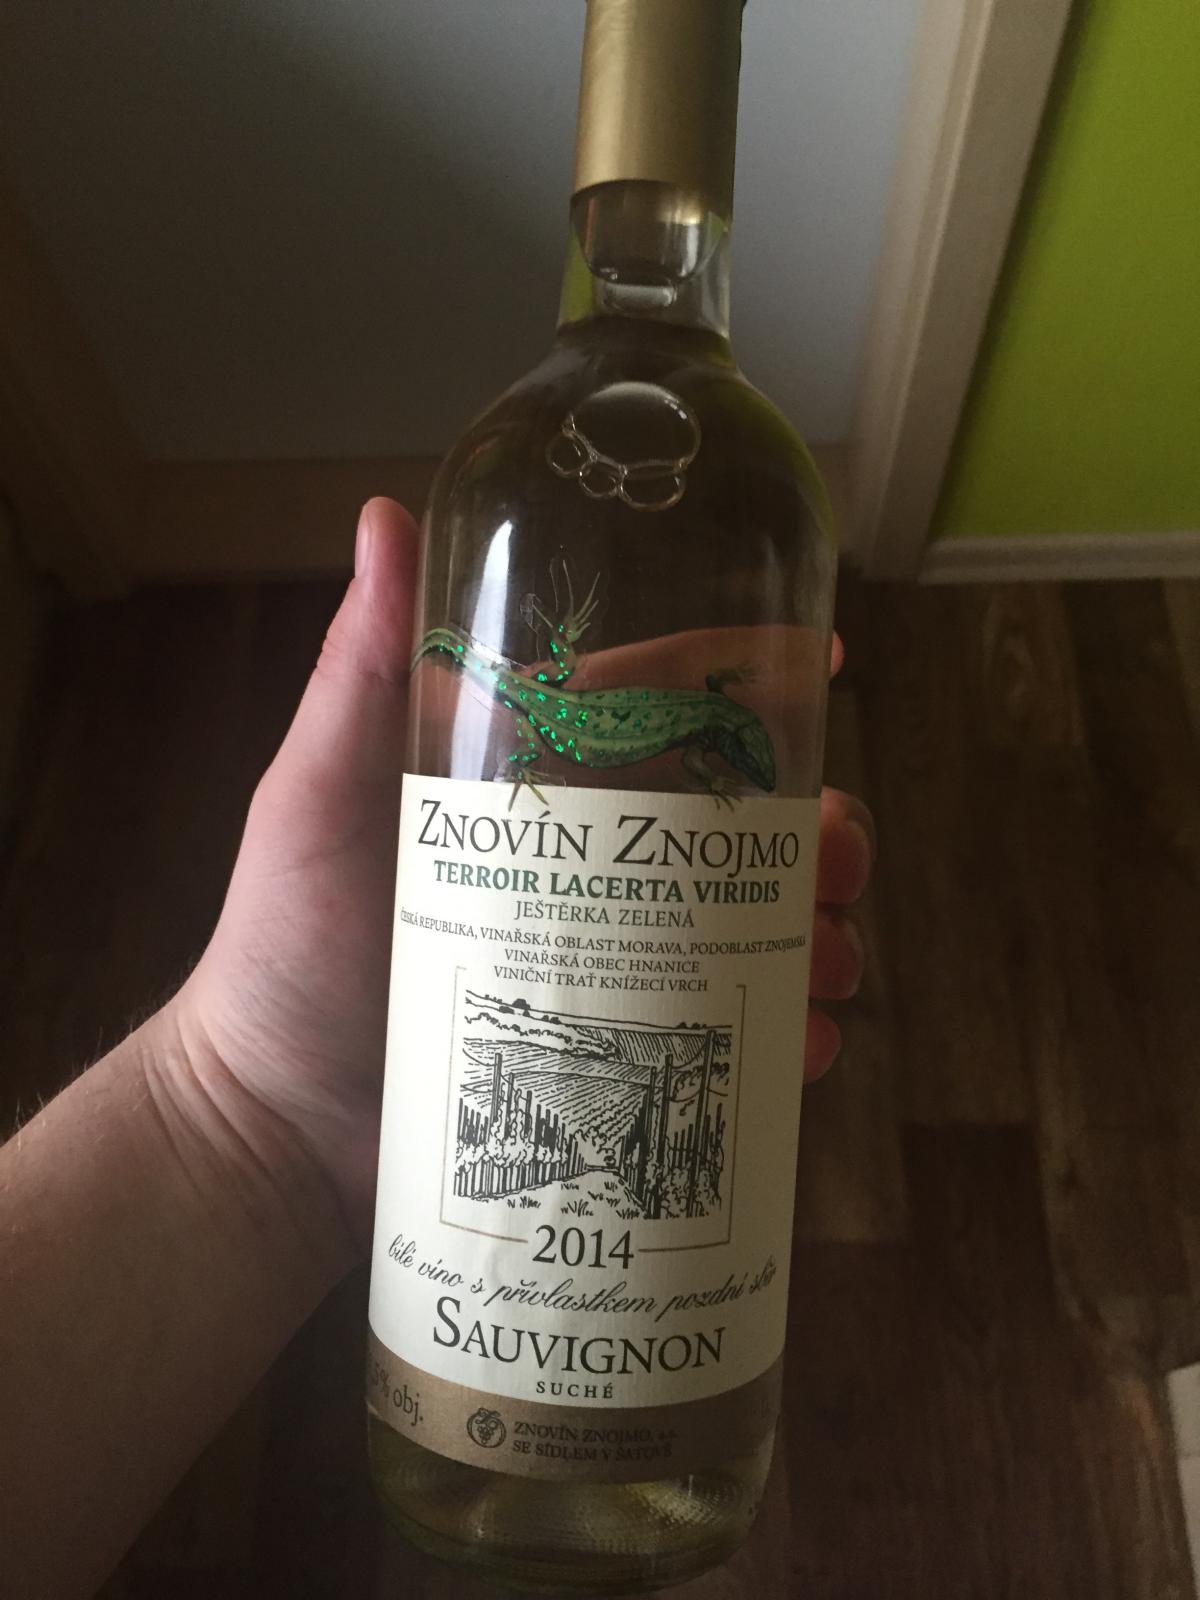 ZNOVÍN ZNOJMO
TERROIR LACERTA VIRIDIS
JEŠTĚRKA ZELENÁ
ČESKÁ REPUBLIKA, VINAŘSKÁ OBLAST MORAVA, PODOBLAST ZNOJEMSKÁ
VINAŘSKÁ OBEC HNANICE
VINIČNÍ TRAŤ KNÍŽECÍ VRCH
2014
bílé víno s přívlastkem pozdní sběr
SAUVIGNON
SUCHÉ
5% obj.
ZNOVÍN ZNOJMO, a.s.
SE SÍDLEM V ŠATOVĚ